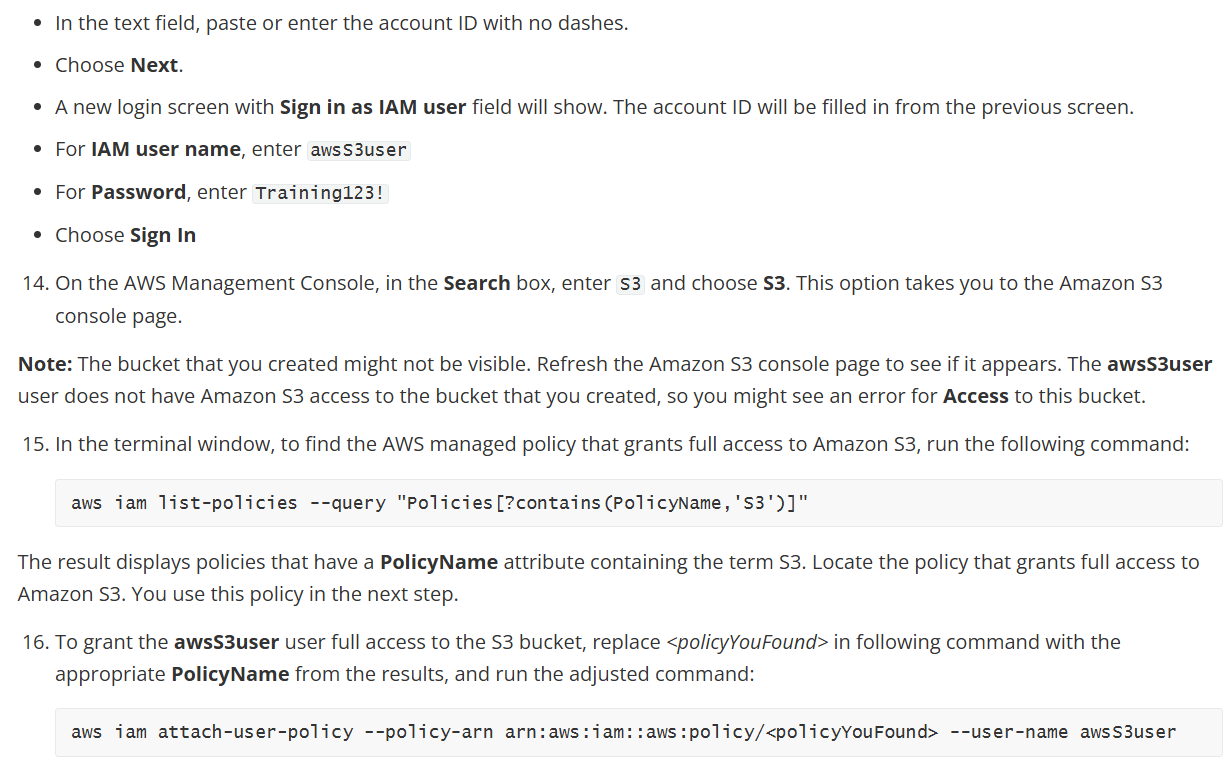 • In the text field, paste or enter the account ID with no dashes.
• Choose Next.
• A new login screen with Sign in as IAM user field will show. The account ID will be filled in from the previous screen.
• For IAM user name, enter awsS3user
• For Password, enter Training123!
• Choose Sign In
14. On the AWS Management Console, in the Search box, enter S3 and choose S3. This option takes you to the Amazon S3
console page.
Note: The bucket that you created might not be visible. Refresh the Amazon S3 console page to see if it appears. The awsS3user
user does not have Amazon S3 access to the bucket that you created, so you might see an error for Access to this bucket.
15. In the terminal window, to find the AWS managed policy that grants full access to Amazon S3, run the following command:
aws iam list-policies --query "Policies[?contains(PolicyName,'S3')]"
The result displays policies that have a PolicyName attribute containing the term S3. Locate the policy that grants full access to
Amazon S3. You use this policy in the next step.
16. To grant the awsS3user user full access to the S3 bucket, replace <policyYouFound> in following command with the
appropriate PolicyName from the results, and run the adjusted command:
aws iam attach-user-policy --policy-arn arn:aws:iam::aws:policy/<policyYouFound> --user-name awsS3user